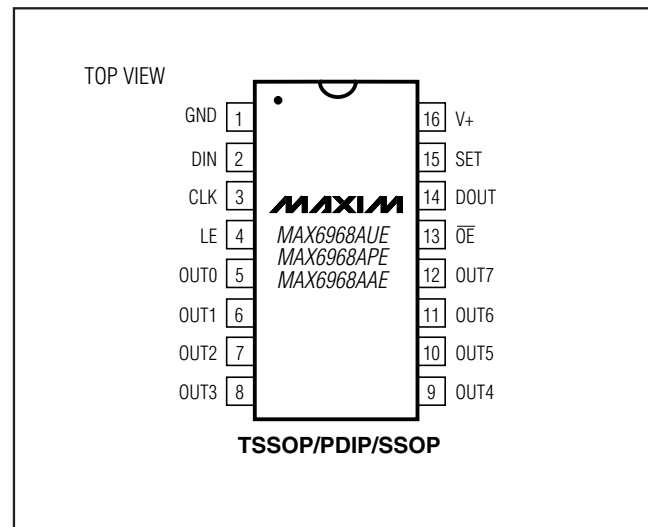 TOP VIEW
GND 1
16 V+
DIN 2
15 SET
CLK 3
14 DOUT
LE 4
13 O̅E̅
OUT0 5
12 OUT7
OUT1 6
11 OUT6
OUT2 7
10 OUT5
OUT3 8
9 OUT4
MAXIM
MAX6968AUE
MAX6968APE
MAX6968AAE
TSSOP/PDIP/SSOP